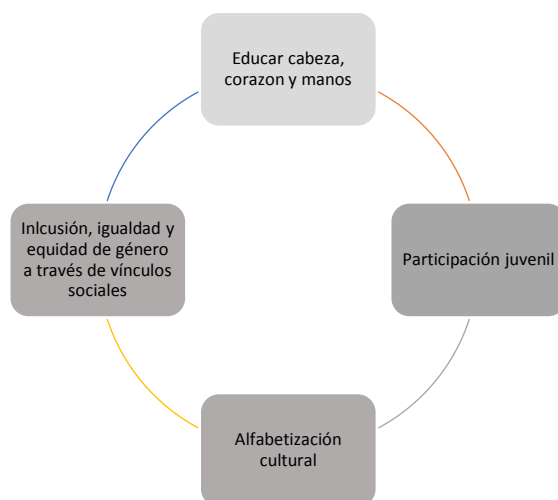 Educar cabeza,
corazon y manos
Inlcusión, igualdad y
equidad de género
a través de vínculos
sociales
Participación juvenil
Alfabetización
cultural